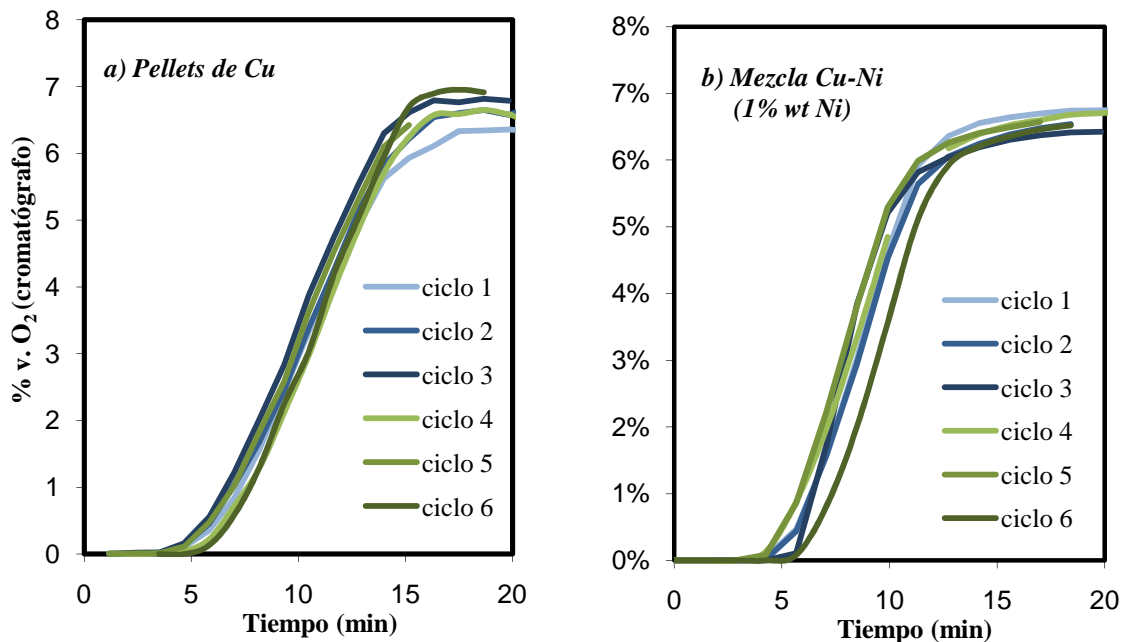 a) Pellets de Cu
% v. O2 (cromatógrafo)
8
7
6
5
4
3
2
1
0
ciclo 1
ciclo 2
ciclo 3
ciclo 4
ciclo 5
ciclo 6
0 5 10 15 20
Tiempo (min)
b) Mezcla Cu-Ni
(1% wt Ni)
8%
7%
6%
5%
4%
3%
2%
1%
0%
ciclo 1
ciclo 2
ciclo 3
ciclo 4
ciclo 5
ciclo 6
0 5 10 15 20
Tiempo (min)